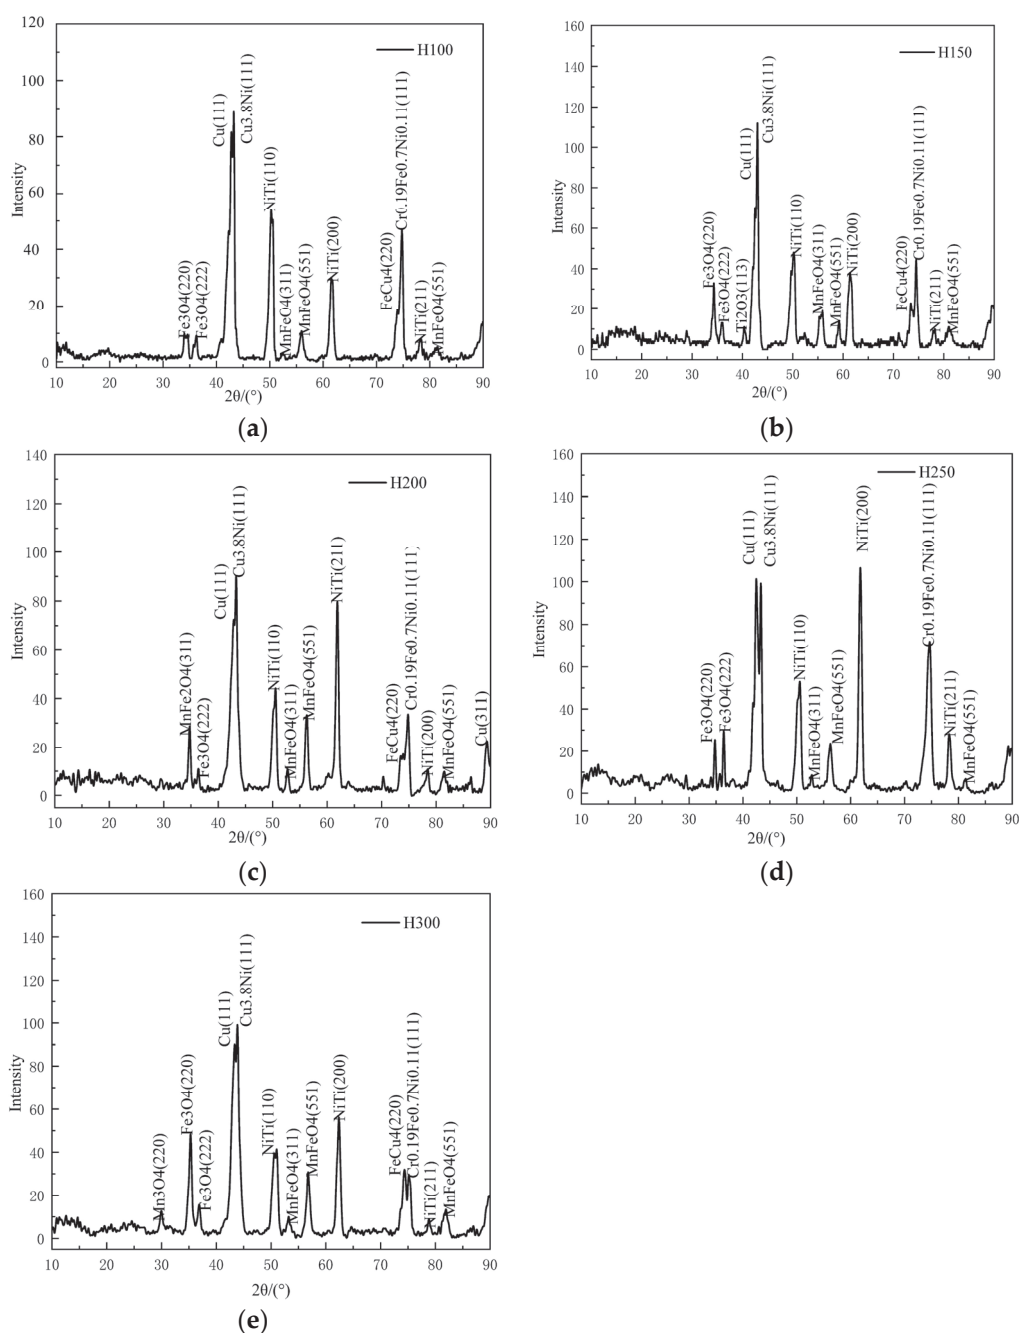 120
100
80
60
40
20
0
Intensity
H100
Fe3O4(220)
Fe3O4(222)
Cu(111)
Cu3.8Ni(111)
NiTi(110)
MnFeO4(311)
MnFeO4(551)
NiTi(200)
FeCu4(220)
Cr0.19Fe0.7Ni0.11(111)
NiTi(211)
MnFeO4(551)
10 20 30 40 50 60 70 80 90
2θ/(°)
(a)
160
140
120
100
80
60
40
20
0
Intensity
H150
Fe3O4(220)
Fe3O4(222)
Ti2O3(113)
Cu(111)
Cu3.8Ni(111)
NiTi(110)
MnFeO4(311)
MnFeO4(551)
NiTi(200)
FeCu4(220)
Cr0.19Fe0.7Ni0.11(111)
NiTi(211)
MnFeO4(551)
10 20 30 40 50 60 70 80 90
2θ/(°)
(b)
140
120
100
80
60
40
20
0
Intensity
H200
MnFe2O4(311)
Fe3O4(222)
Cu(111)
Cu3.8Ni(111)
NiTi(110)
MnFeO4(311)
MnFeO4(551)
NiTi(211)
FeCu4(220)
Cr0.19Fe0.7Ni0.11(111)
NiTi(200)
MnFeO4(551)
Cu(311)
10 20 30 40 50 60 70 80 90
2θ/(°)
(c)
160
140
120
100
80
60
40
20
0
Intensity
H250
Fe3O4(220)
Fe3O4(222)
Cu(111)
Cu3.8Ni(111)
NiTi(110)
MnFeO4(311)
MnFeO4(551)
NiTi(200)
Cr0.19Fe0.7Ni0.11(111)
NiTi(211)
MnFeO4(551)
10 20 30 40 50 60 70 80 90
2θ/(°)
(d)
160
140
120
100
80
60
40
20
0
Intensity
H300
Mn3O4(220)
Fe3O4(220)
Fe3O4(222)
Cu(111)
Cu3.8Ni(111)
NiTi(110)
MnFeO4(311)
MnFeO4(551)
NiTi(200)
FeCu4(220)
Cr0.19Fe0.7Ni0.11(111)
NiTi(211)
MnFeO4(551)
10 20 30 40 50 60 70 80 90
2θ/(°)
(e)